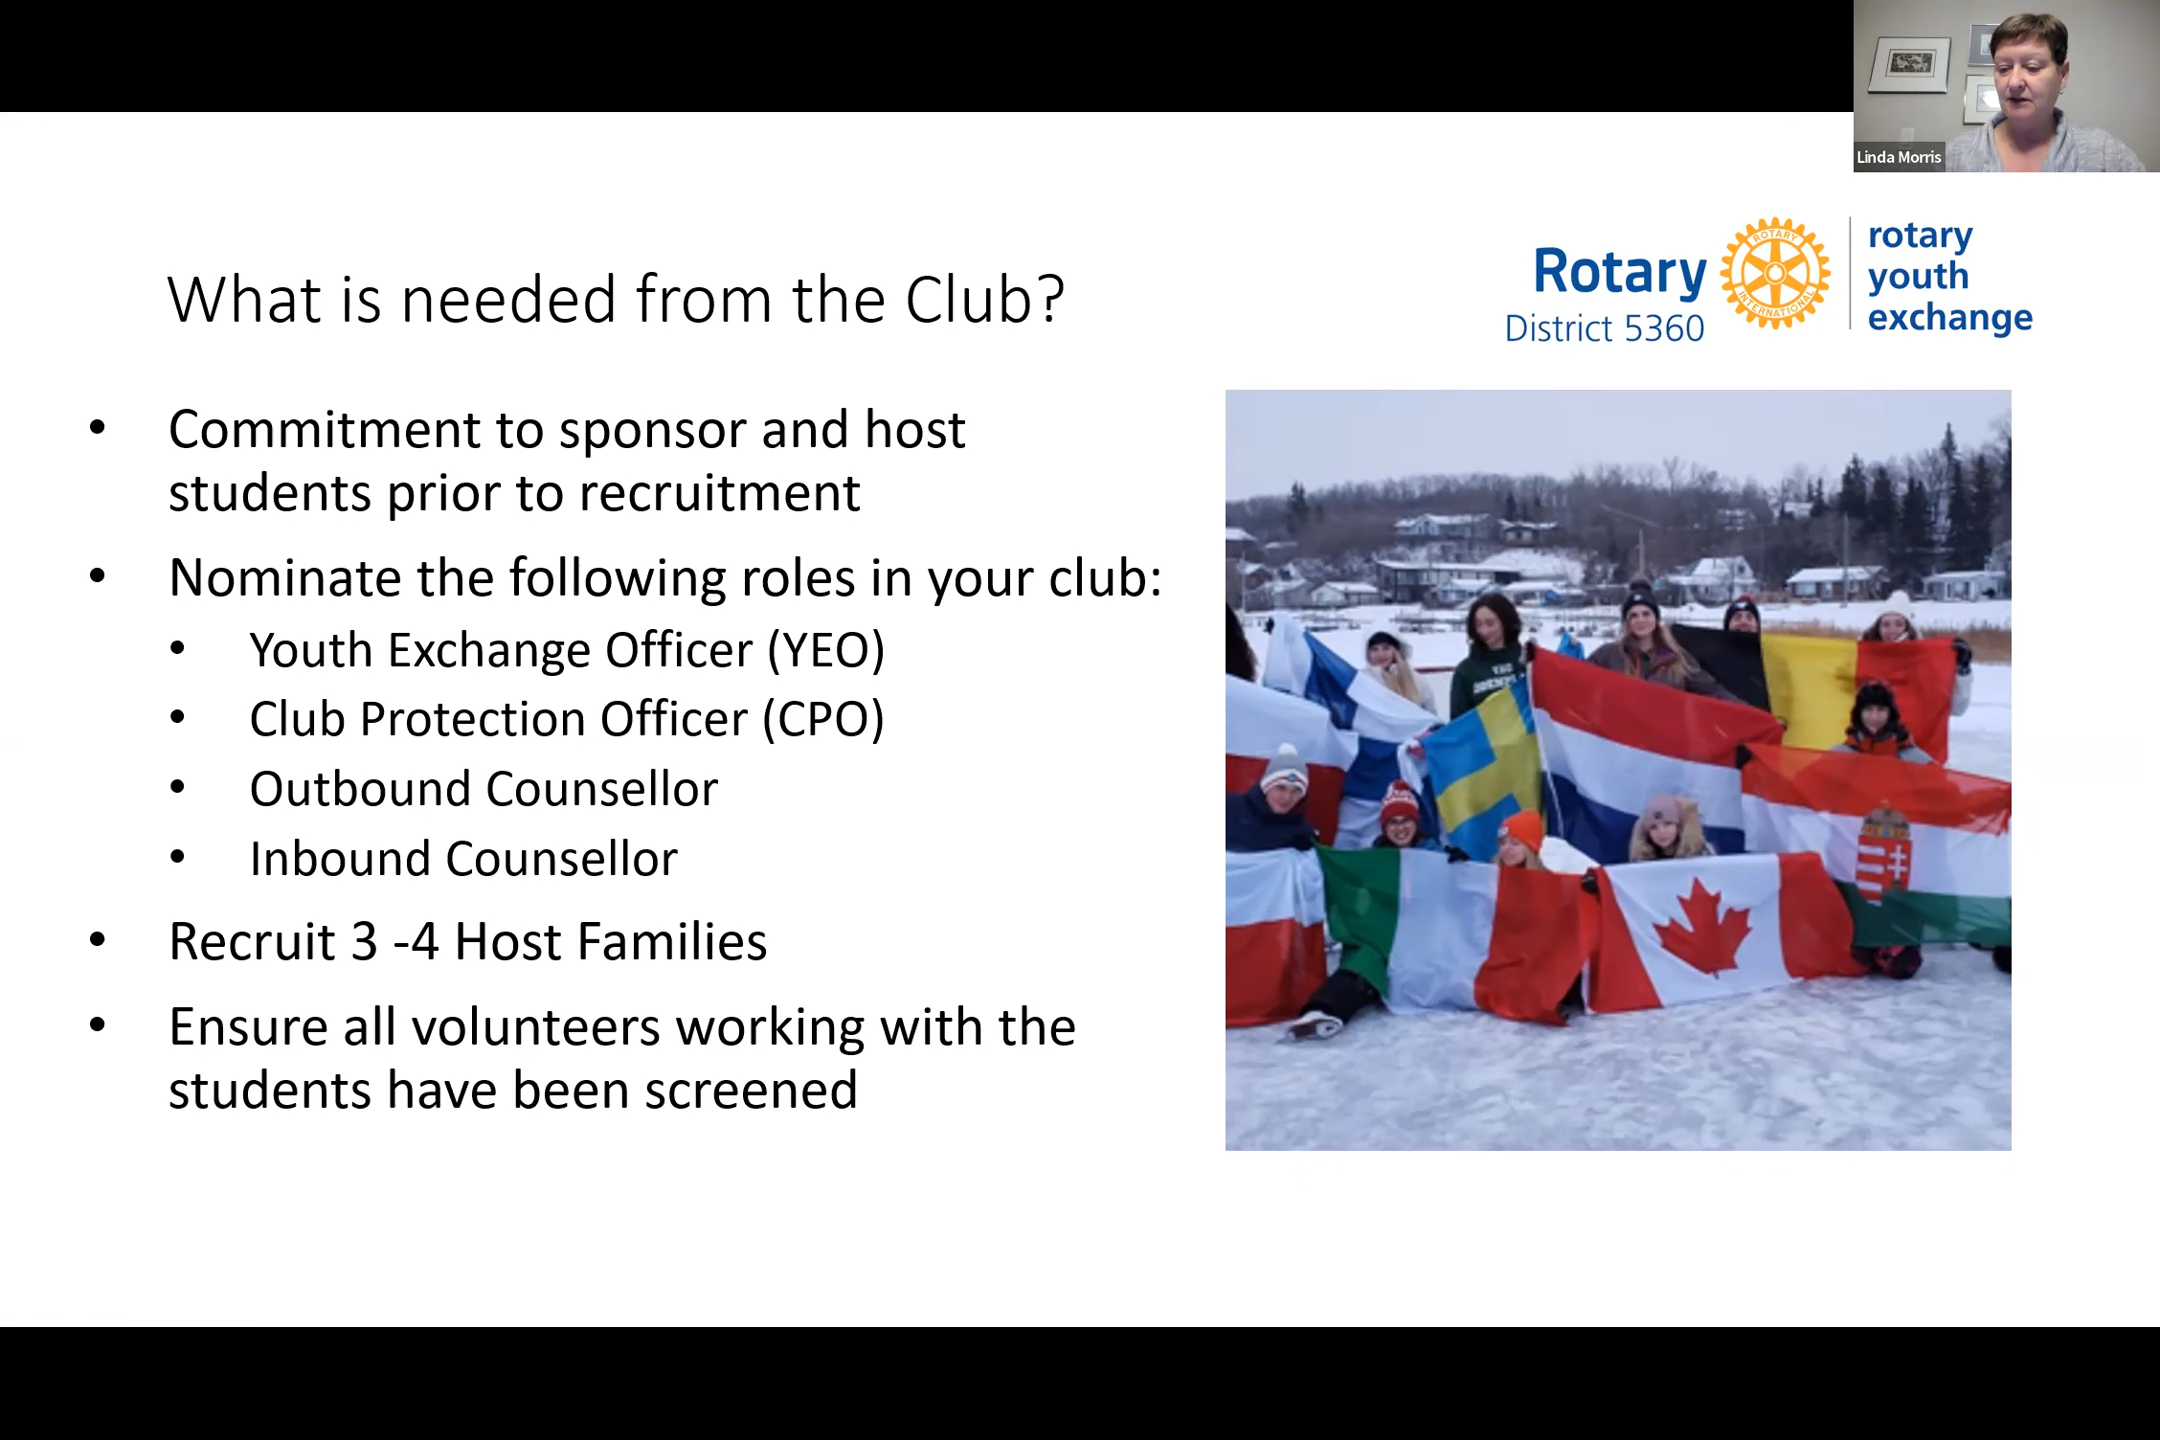 Linda Morris
Rotary
District 5360
ROTARY
INTERNATIONAL
rotary
youth
exchange
What is needed from the Club?
• Commitment to sponsor and host
students prior to recruitment
• Nominate the following roles in your club:
• Youth Exchange Officer (YEO)
• Club Protection Officer (CPO)
• Outbound Counsellor
• Inbound Counsellor
• Recruit 3 -4 Host Families
• Ensure all volunteers working with the
students have been screened